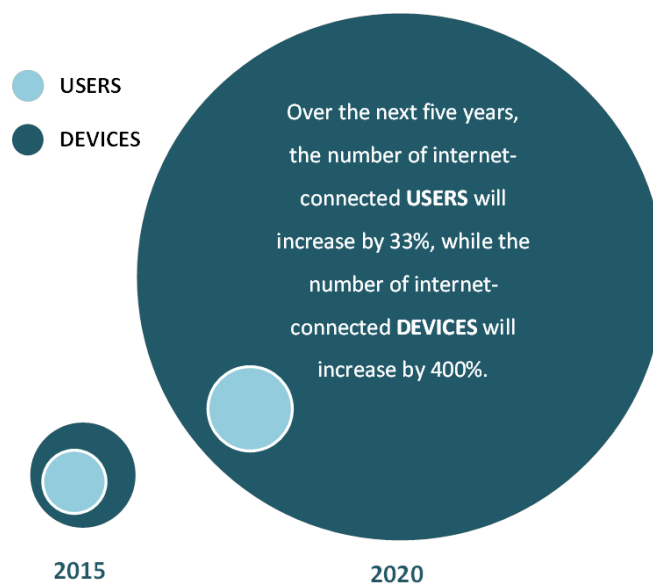 USERS
DEVICES
Over the next five years,
the number of internet-
connected USERS will
increase by 33%, while the
number of internet-
connected DEVICES will
increase by 400%.
2015
2020